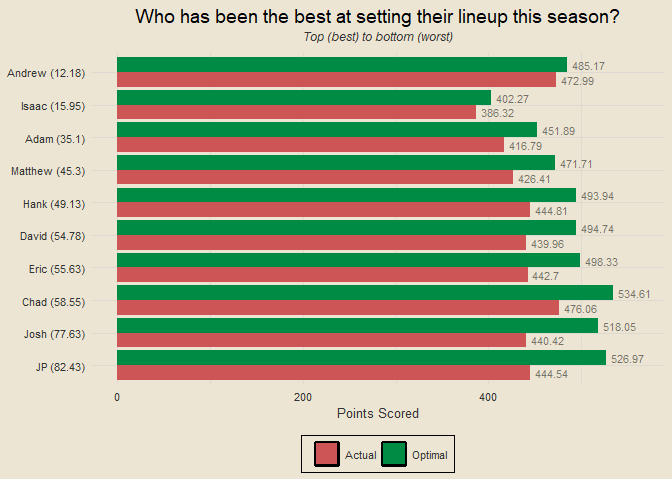 Who has been the best at setting their lineup this season?
Top (best) to bottom (worst)
Andrew (12.18)
485.17
472.99
Isaac (15.95)
402.27
386.32
Adam (35.1)
451.89
416.79
Matthew (45.3)
471.71
426.41
Hank (49.13)
493.94
444.81
David (54.78)
494.74
439.96
Eric (55.63)
498.33
442.7
Chad (58.55)
534.61
476.06
Josh (77.63)
518.05
440.42
JP (82.43)
526.97
444.54
0 200 400
Points Scored
Actual Optimal